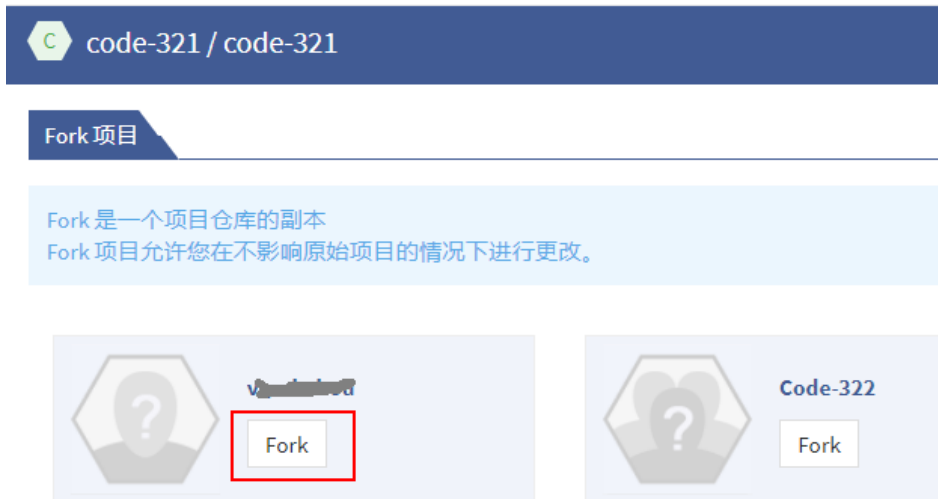 C code-321 / code-321
Fork 项目
Fork 是一个项目仓库的副本
Fork 项目允许您在不影响原始项目的情况下进行更改。
Code-322
Fork
Fork